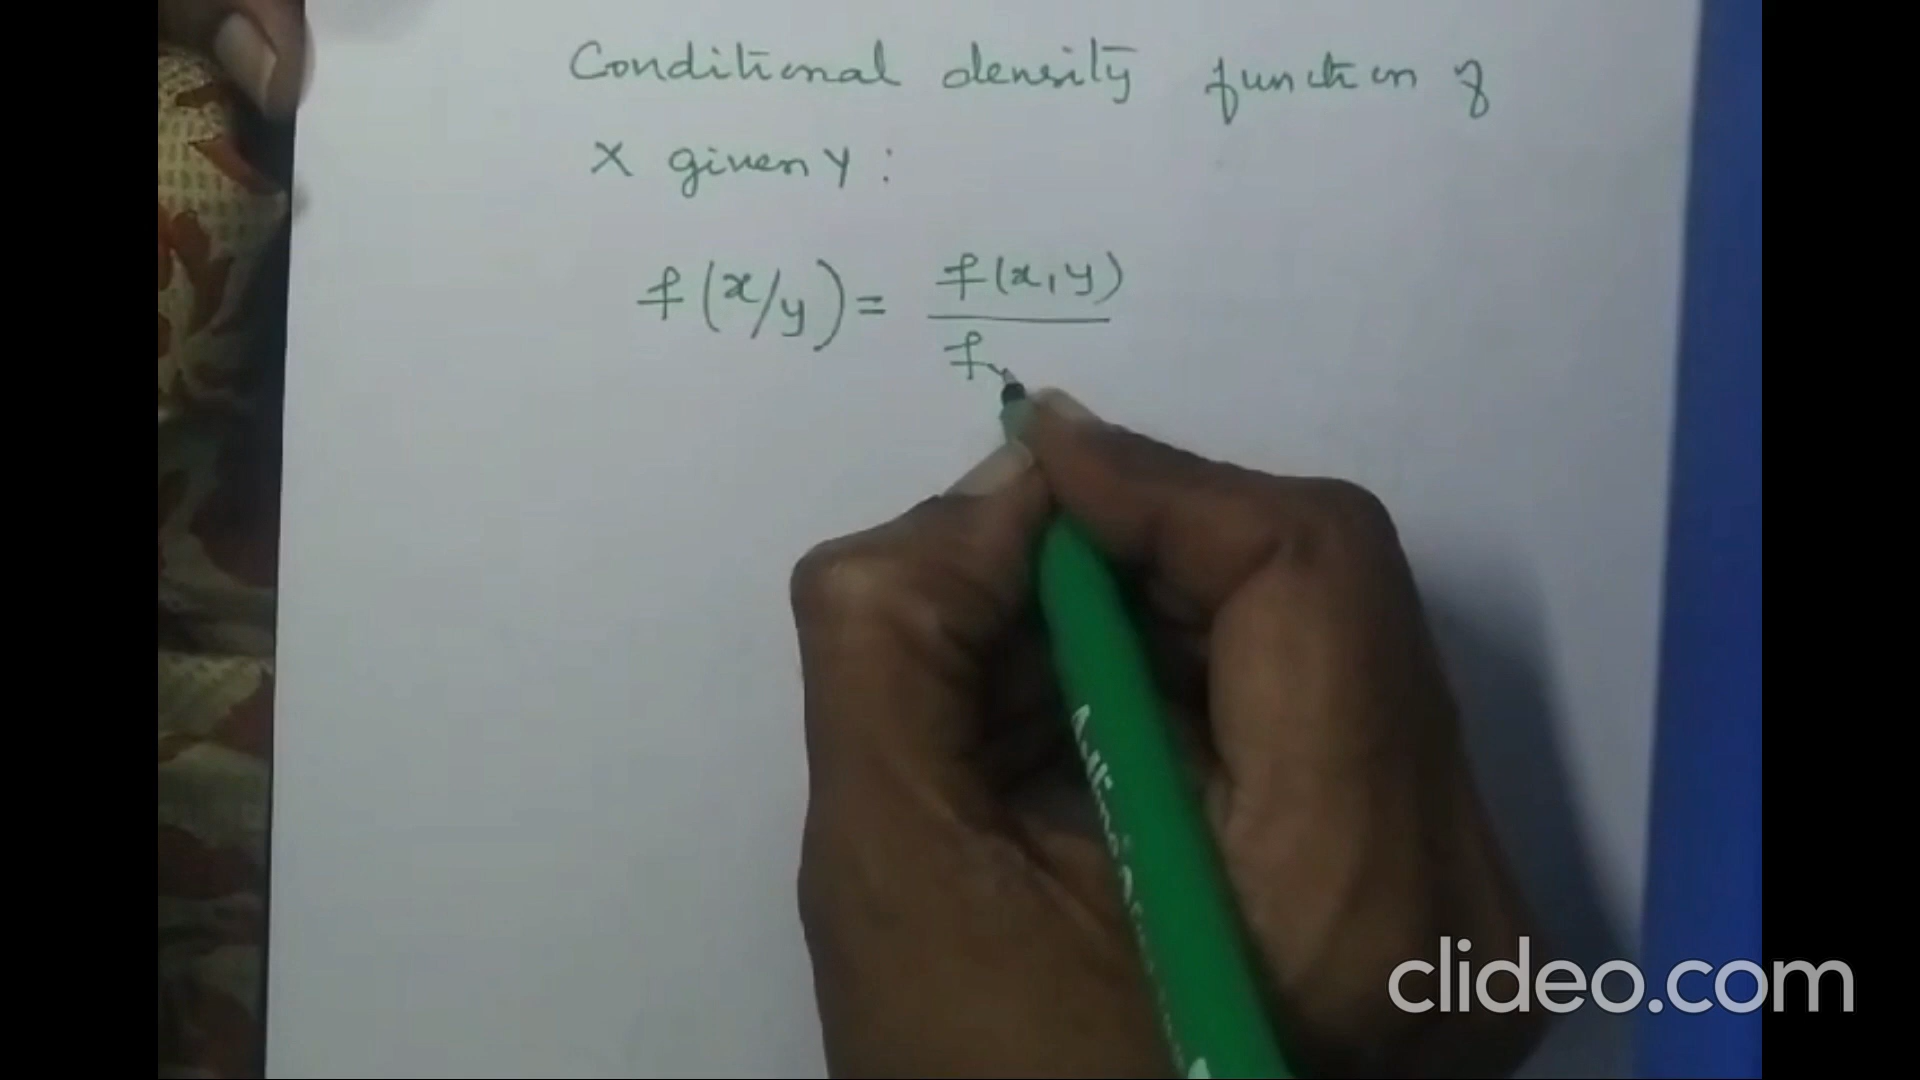 Conditional density function of
X given Y :
f(x/y) = f(x,y)
f
clideo.com